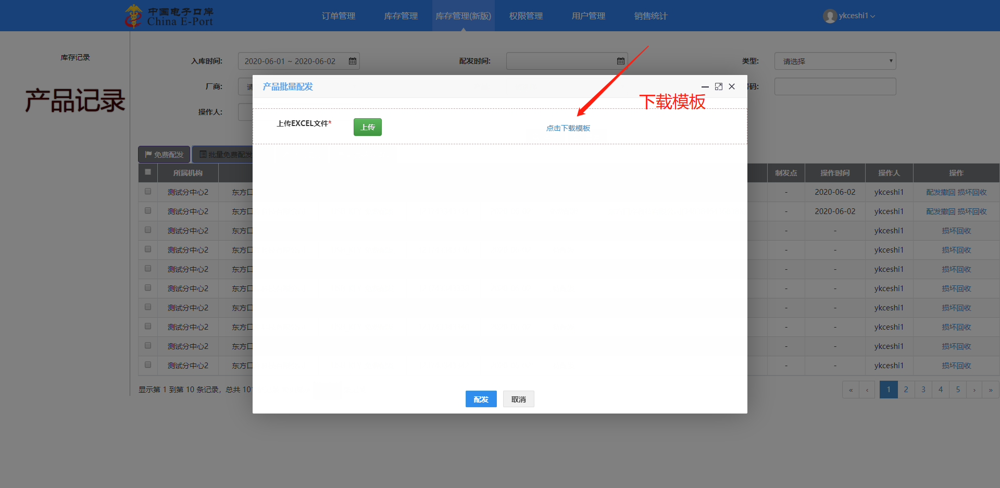 中国电子口岸
China E-Port
订单管理
库存管理
库存管理(新版)
权限管理
用户管理
销售统计
ykceshi1
库存记录
产品记录
入库时间:
2020-06-01 ~ 2020-06-02
配发时间:
类型:
请选择
厂商:
请
码:
操作人:
产品批量配发
下载模板
上传EXCEL文件*
上传
点击下载模板
免费配发
批量免费配发
所属机构
制发点
操作时间
操作人
操作
测试分中心2 东方口 - 2020-06-02 ykceshi1 配发撤回 损坏回收
测试分中心2 东方口 - 2020-06-02 ykceshi1 配发撤回 损坏回收
测试分中心2 东方口 - - ykceshi1 损坏回收
测试分中心2 东方口 - - ykceshi1 损坏回收
测试分中心2 东方口 - - ykceshi1 损坏回收
测试分中心2 东方口 - - ykceshi1 损坏回收
测试分中心2 东方口 - - ykceshi1 损坏回收
测试分中心2 东方口 - - ykceshi1 损坏回收
测试分中心2 东方口 - - ykceshi1 损坏回收
测试分中心2 东方口 - - ykceshi1 损坏回收
显示第 1 到第 10 条记录，总共 10
« ‹ 1 2 3 4 5 › »
配发
取消